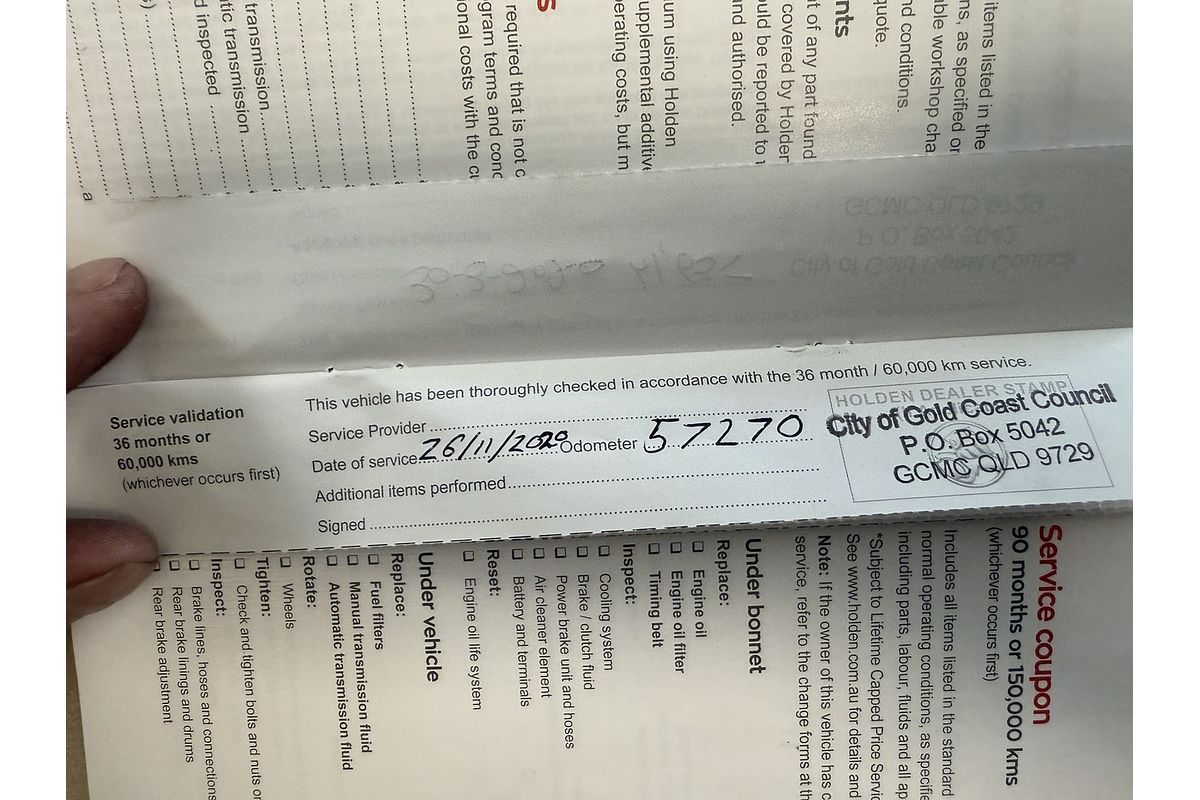 transmission
tic transmission
d inspected
required that is not c
gram terms and conc
onal costs with the cu
um using Holden
upplemental additive
erating costs, but m
nts
t of any part found
covered by Holden
uld be reported to
nd authorised.
items listed in the
ns, as specified or
ble workshop cha
nd conditions.
quote.
a
Service validation
36 months or
60,000 kms
(whichever occurs first)
This vehicle has been thoroughly checked in accordance with the 36 month / 60,000 km service.
Service Provider
Date of service 26/11/2020 Odometer 57270
Additional items performed
Signed
HOLDEN DEALER STAMP
City of Gold Coast Council
P.O. Box 5042
GCMC QLD 9729
Service coupon
90 months or 150,000 kms
(whichever occurs first)
Includes all items listed in the standard
normal operating conditions, as specifie
including parts, labour, fluids and all ap
*Subject to Lifetime Capped Price Servic
See www.holden.com.au for details and
Note: If the owner of this vehicle has c
service, refer to the change forms at th
Under bonnet
Replace:
❏ Engine oil
❏ Engine oil filter
❏ Timing belt
Inspect:
❏ Cooling system
❏ Brake / clutch fluid
❏ Power brake unit and hoses
❏ Air cleaner element
❏ Battery and terminals
Reset:
❏ Engine oil life system
Under vehicle
Replace:
❏ Fuel filters
❏ Manual transmission fluid
❏ Automatic transmission fluid
Rotate:
❏ Wheels
Tighten:
❏ Check and tighten bolts and nuts or
Inspect:
❏ Brake lines, hoses and connections
❏ Rear brake linings and drums
❏ Rear brake adjustment